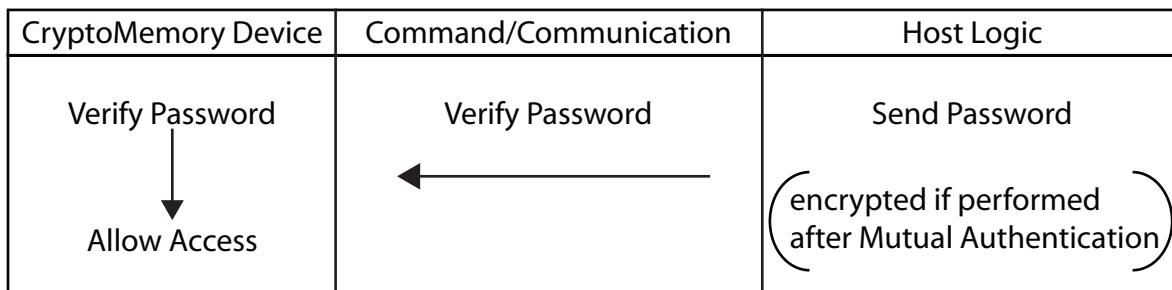 CryptoMemory Device
Command/Communication
Host Logic
Verify Password
Verify Password
Send Password
Allow Access
encrypted if performed
after Mutual Authentication